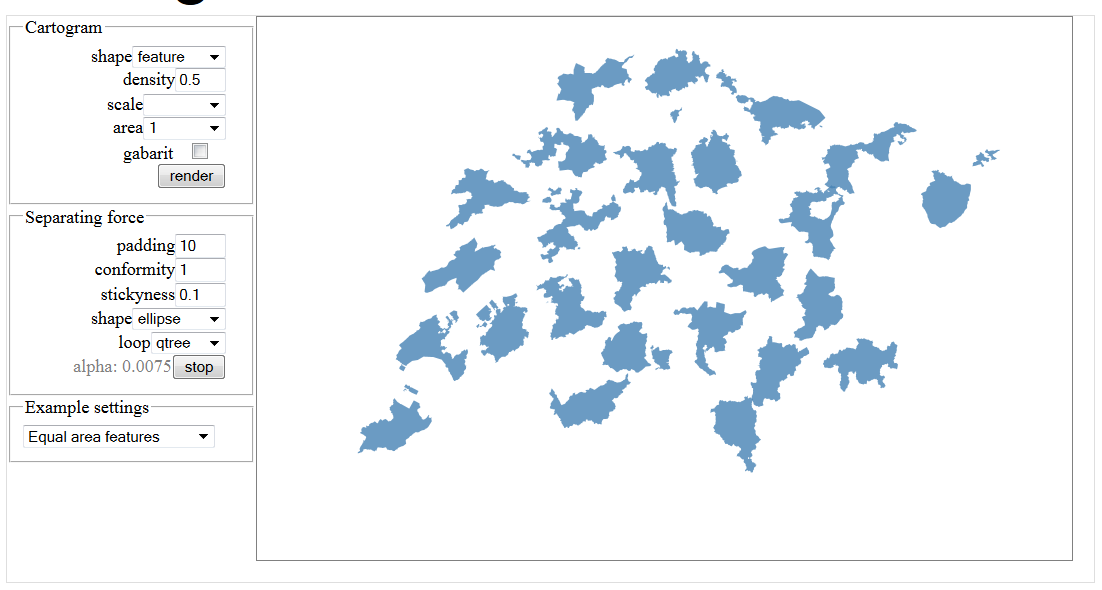 Cartogram
shape feature
density 0.5
scale
area 1
gabarit
render
Separating force
padding 10
conformity 1
stickyness 0.1
shape ellipse
loop qtree
alpha: 0.0075 stop
Example settings
Equal area features